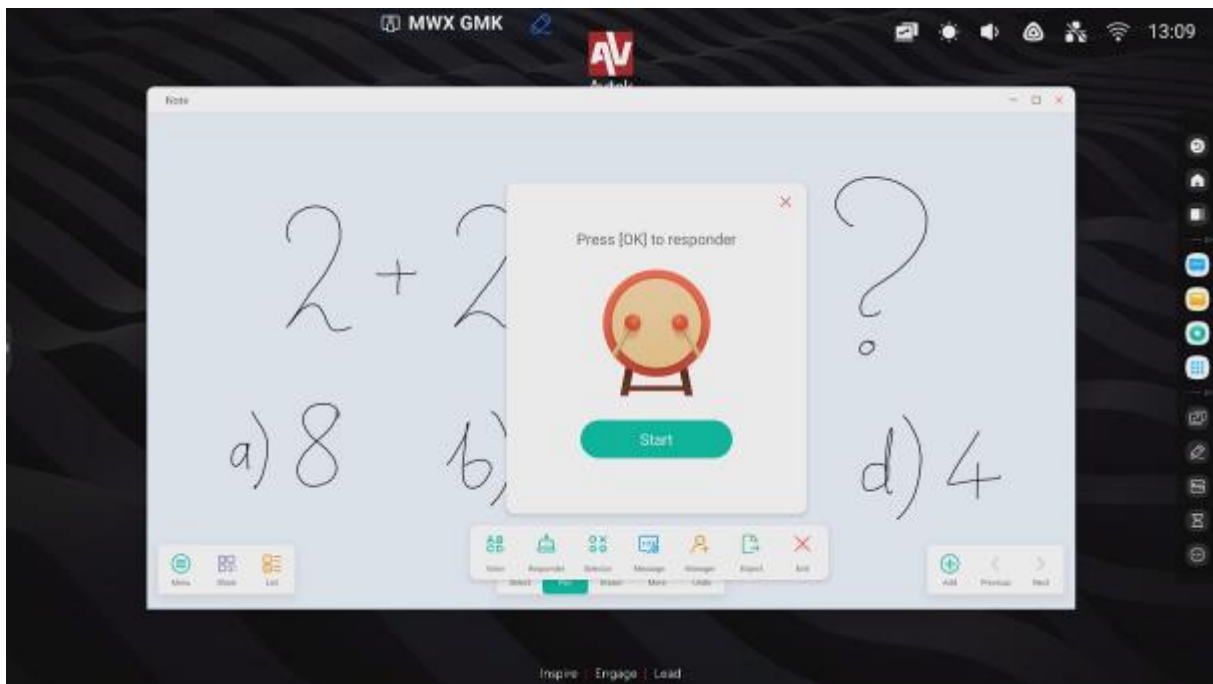 MWX GMK
13:09
AV
Note
2 + 2 ?
Press [OK] to responder
Start
a) 8 b) d) 4
Voter Responder Selector Message Manager Export Exit
Select Pen Eraser More Undo
Menu Share List
Add Previous Next
Inspire | Engage | Lead